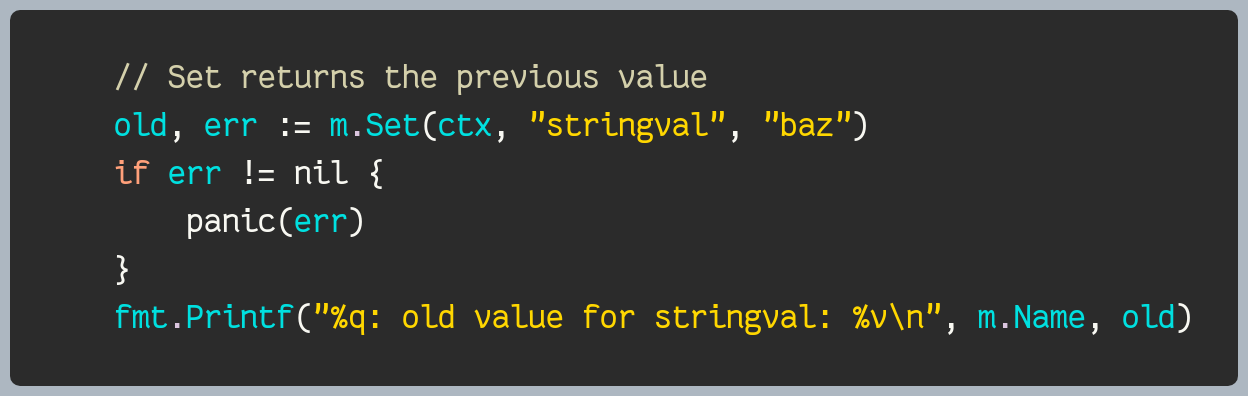 // Set returns the previous value
old, err := m.Set(ctx, "stringval", "baz")
if err != nil {
    panic(err)
}
fmt.Printf("%q: old value for stringval: %v\n", m.Name, old)